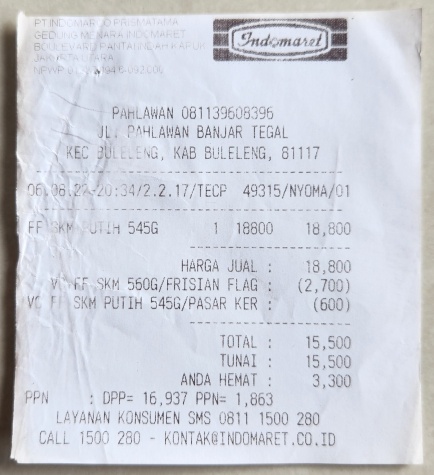 PT INDOMARCO PRISMATAMA
GEDUNG MENARA INDOMARET
BOULEVARD PANTAI INDAH KAPUK
JAKARTA UTARA
NPWP
Indomaret
PAHLAWAN 081139608396
JL. PAHLAWAN BANJAR TEGAL
KEC BULELENG, KAB BULELENG, 81117
06.08.22-20:34/2.2.17/TECP 49315/NYOMA/01
FF SKM PUTIH 545G 1 18800 18,800
HARGA JUAL : 18,800
VC FF SKM 560G/FRISIAN FLAG : (2,700)
VC FF SKM PUTIH 545G/PASAR KER : (600)
TOTAL : 15,500
TUNAI : 15,500
ANDA HEMAT : 3,300
PPN : DPP= 16,937 PPN= 1,863
LAYANAN KONSUMEN SMS 0811 1500 280
CALL 1500 280 - KONTAK@INDOMARET.CO.ID